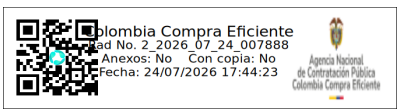 Colombia Compra Eficiente
Rad No. 2_2026_07_24_007888
Anexos: No Con copia: No
Fecha: 24/07/2026 17:44:23
Agencia Nacional
de Contratación Pública
Colombia Compra Eficiente